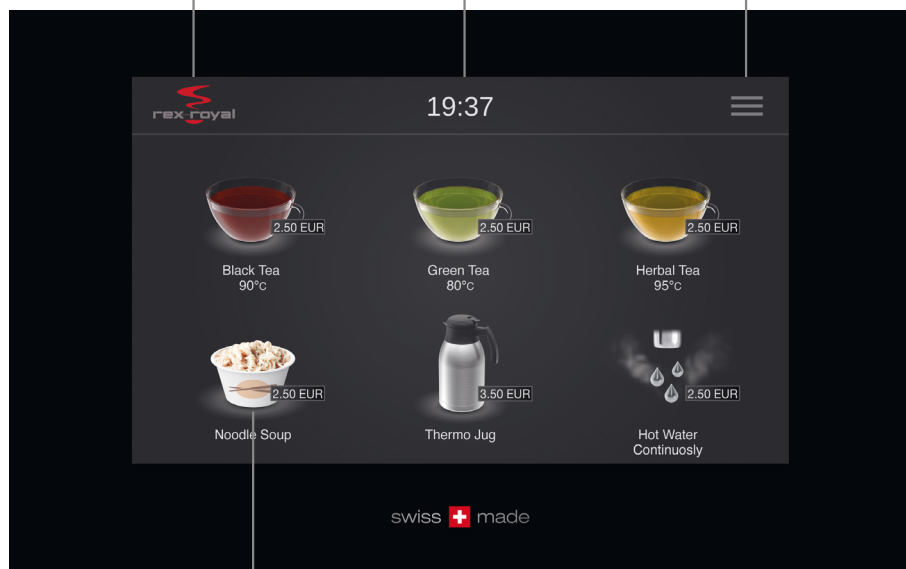 rex-royal
19:37
2.50 EUR
2.50 EUR
2.50 EUR
Black Tea
90°C
Green Tea
80°C
Herbal Tea
95°C
2.50 EUR
3.50 EUR
2.50 EUR
Noodle Soup
Thermo Jug
Hot Water
Continuosly
swiss made